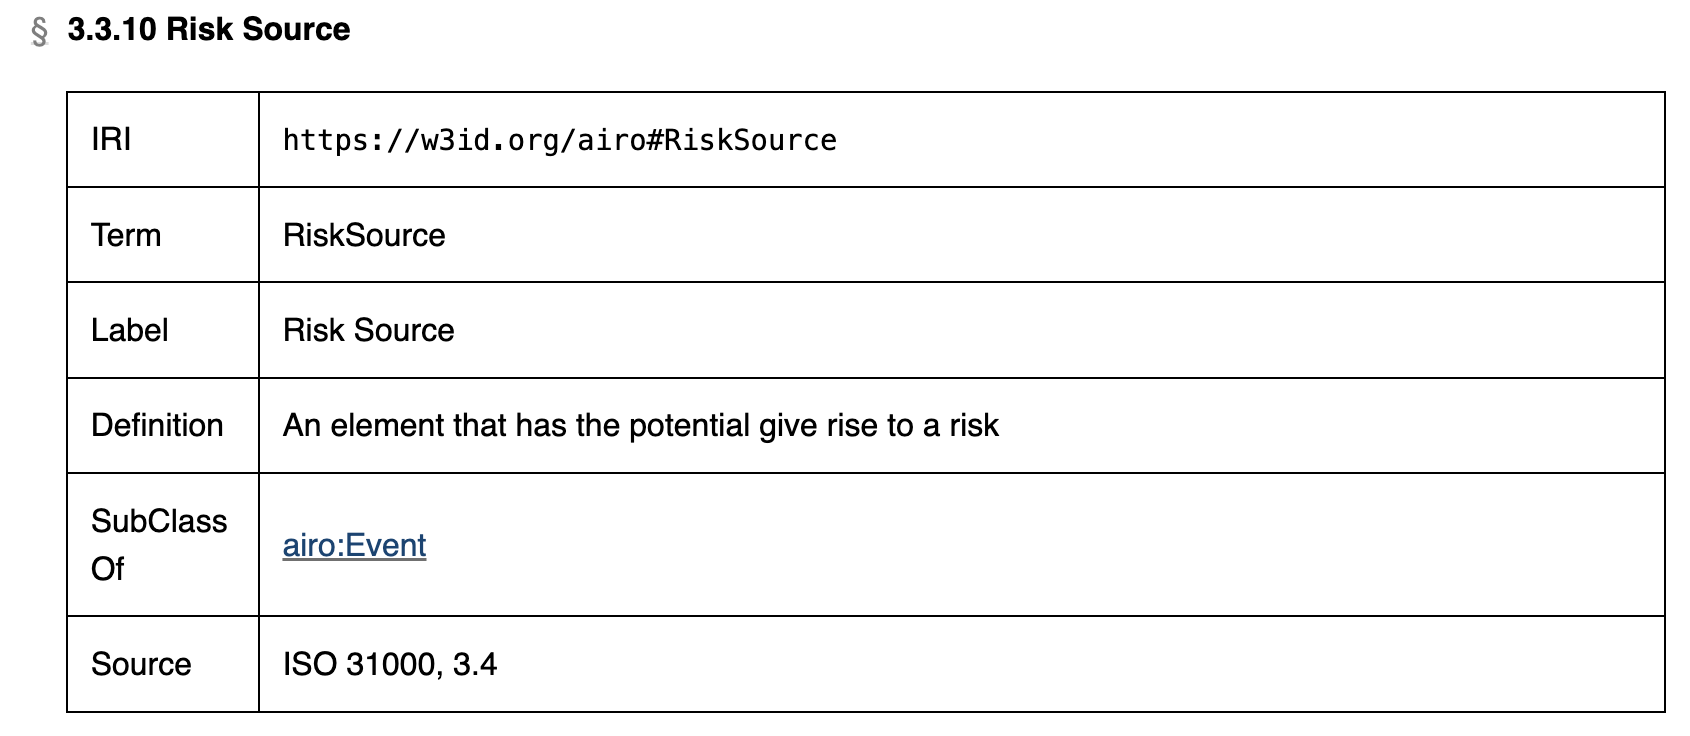 § 3.3.10 Risk Source
IRI https://w3id.org/airo#RiskSource
Term RiskSource
Label Risk Source
Definition An element that has the potential give rise to a risk
SubClass
Of airo:Event
Source ISO 31000, 3.4